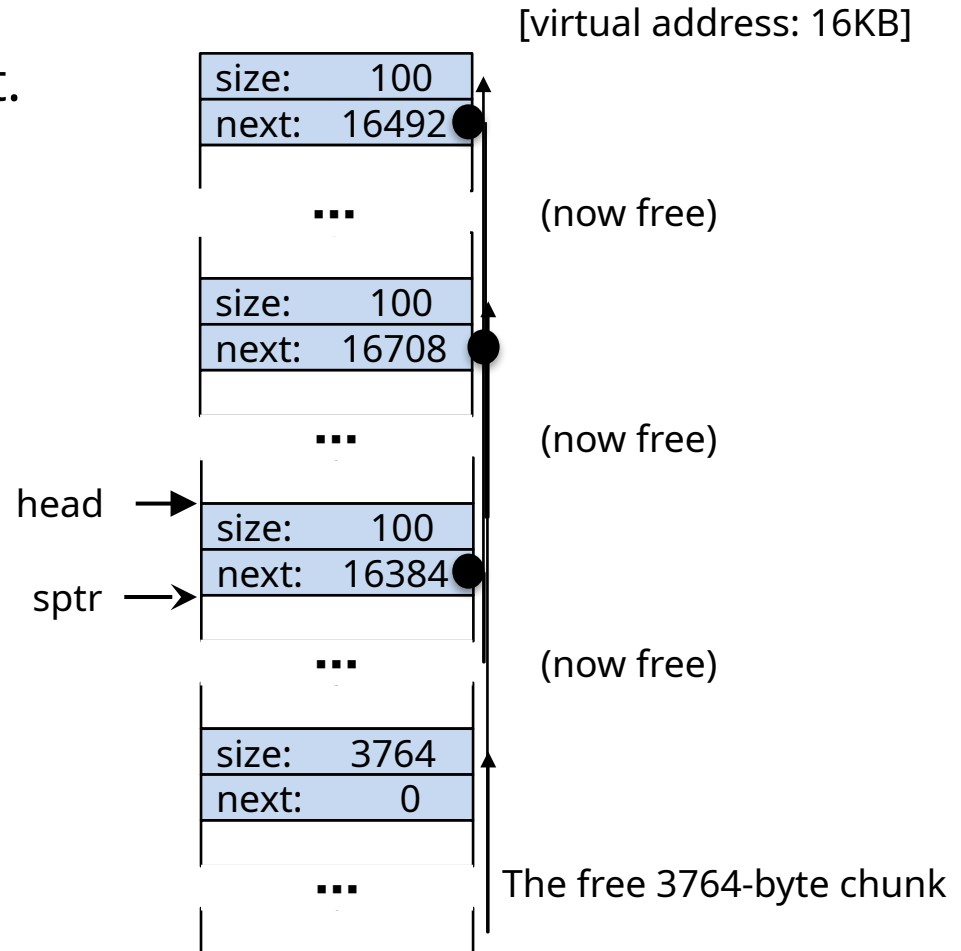 [virtual address: 16KB]
t.
size: 100
next: 16492
...
(now free)
size: 100
next: 16708
...
(now free)
head
size: 100
next: 16384
sptr
...
(now free)
size: 3764
next: 0
...
The free 3764-byte chunk